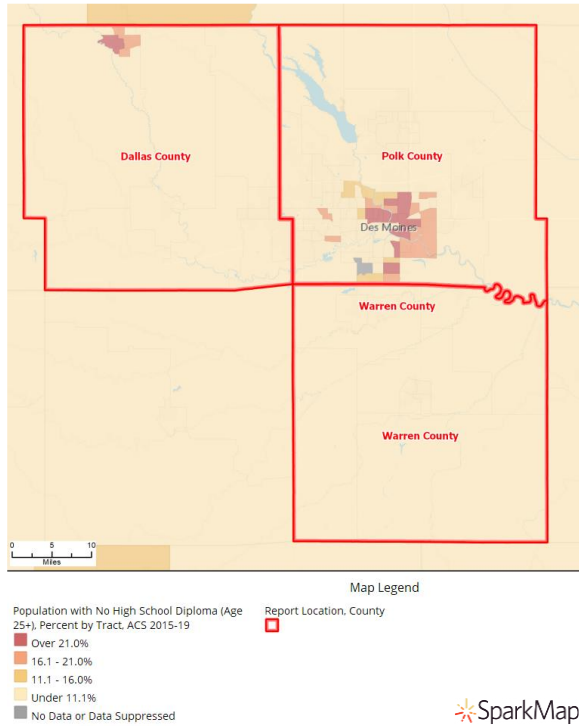 Dallas County
Polk County
Des Moines
Warren County
Warren County
0 5 10
Miles
Map Legend
Population with No High School Diploma (Age
25+), Percent by Tract, ACS 2015-19
Over 21.0%
16.1 - 21.0%
11.1 - 16.0%
Under 11.1%
No Data or Data Suppressed
Report Location, County
SparkMap